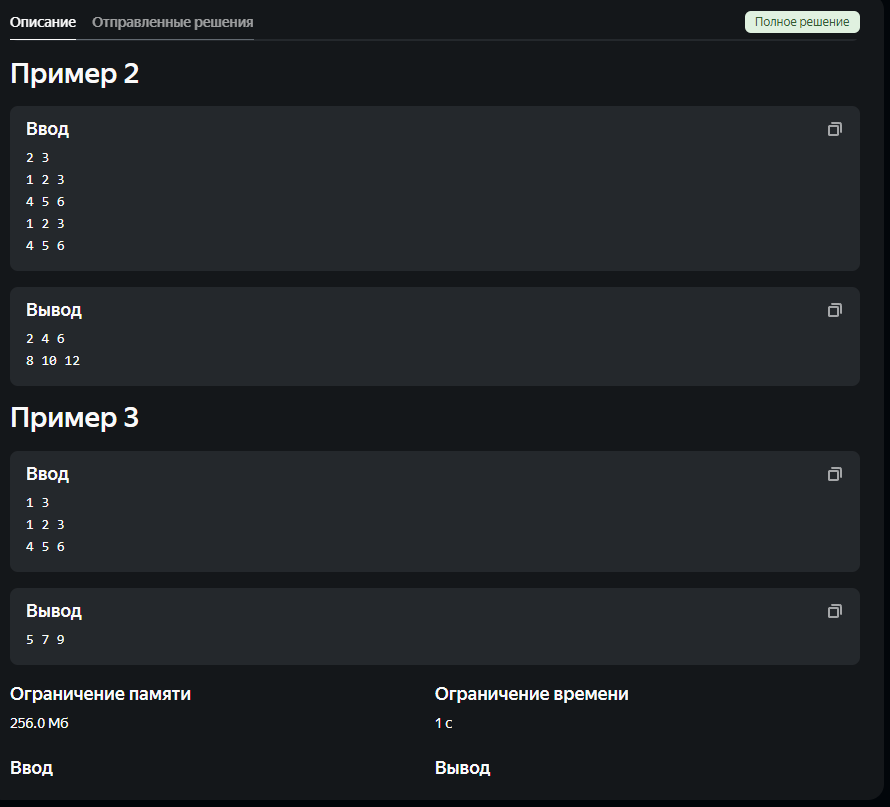 Описание Отправленные решения Полное решение
Пример 2
Ввод
2 3
1 2 3
4 5 6
1 2 3
4 5 6
Вывод
2 4 6
8 10 12
Пример 3
Ввод
1 3
1 2 3
4 5 6
Вывод
5 7 9
Ограничение памяти Ограничение времени
256.0 Мб 1 с
Ввод Вывод